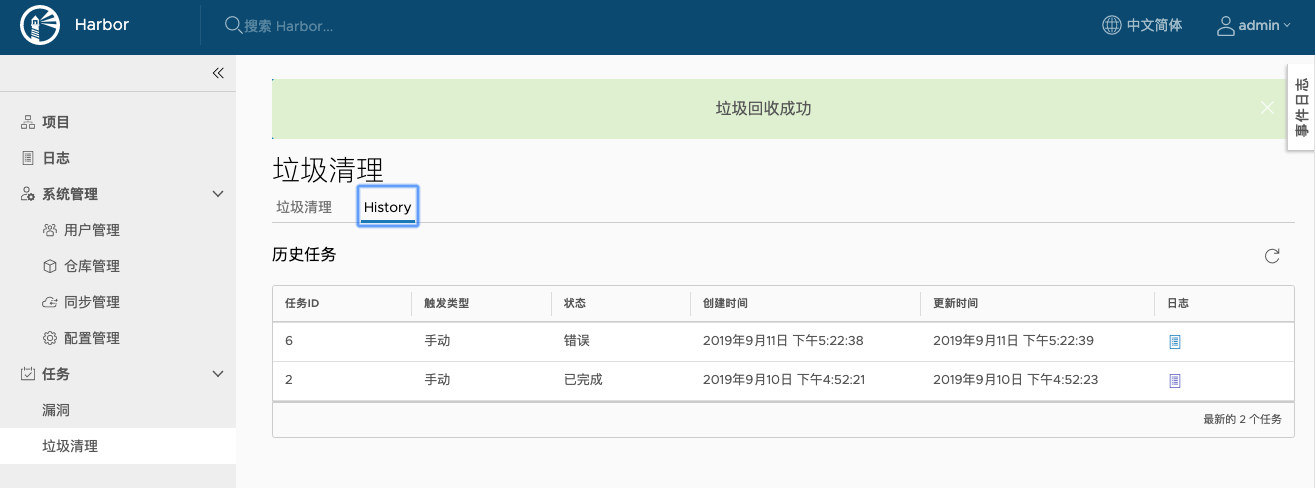 Harbor
搜索 Harbor...
中文简体
admin
事件日志
项目
日志
系统管理
用户管理
仓库管理
同步管理
配置管理
任务
漏洞
垃圾清理
垃圾回收成功
垃圾清理
垃圾清理 History
历史任务
任务ID 触发类型 状态 创建时间 更新时间 日志
6 手动 错误 2019年9月11日 下午5:22:38 2019年9月11日 下午5:22:39
2 手动 已完成 2019年9月10日 下午4:52:21 2019年9月10日 下午4:52:23
最新的 2 个任务